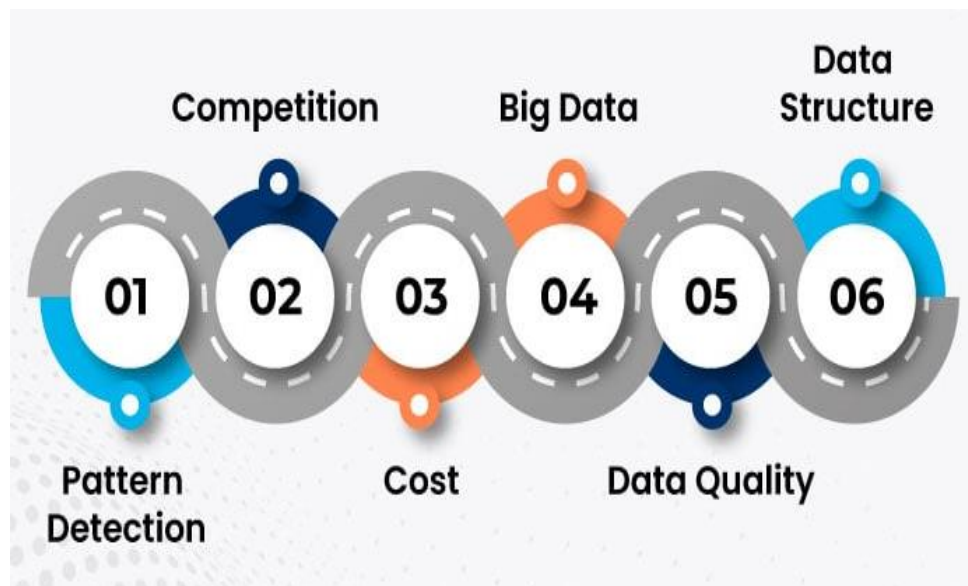 Data
Structure
Competition
Big Data
01
02
03
04
05
06
Pattern
Detection
Cost
Data Quality